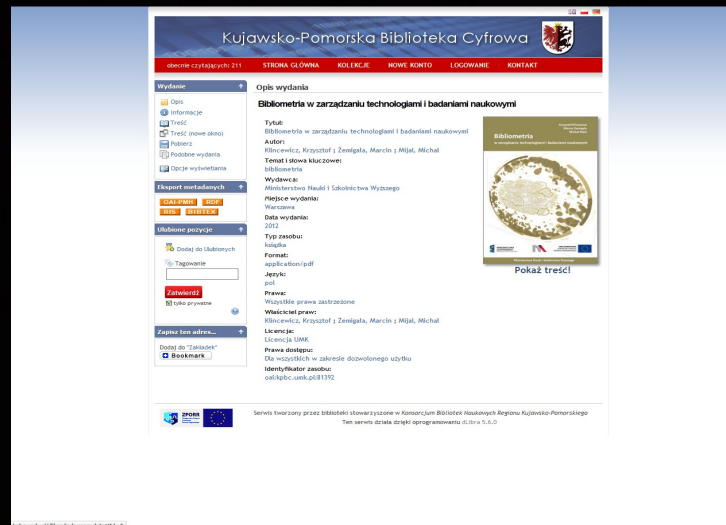 Kujawsko-Pomorska Biblioteka Cyfrowa
obecnie czytających: 211
STRONA GŁÓWNA KOLEKCJE NOWE KONTO LOGOWANIE KONTAKT
Wydanie
Opis
Informacje
Treść
Treść (nowe okno)
Pobierz
Podobne wydania
Opcje wyświetlania
Eksport metadanych
OAI-PMH RDF
RIS BIBTEX
Ulubione pozycje
Dodaj do Ulubionych
Tagowanie
Zatwierdź
tylko prywatne
Zapisz ten adres...
Dodaj do "Zakładek"
Bookmark
Opis wydania
Bibliometria w zarządzaniu technologiami i badaniami naukowymi
Tytuł:
Bibliometria w zarządzaniu technologiami i badaniami naukowymi
Autor:
Klincewicz, Krzysztof ; Żemigała, Marcin ; Mijal, Michał
Temat i słowa kluczowe:
bibliometria
Wydawca:
Ministerstwo Nauki i Szkolnictwa Wyższego
Miejsce wydania:
Warszawa
Data wydania:
2012
Typ zasobu:
książka
Format:
application/pdf
Język:
pol
Prawa:
Wszystkie prawa zastrzeżone
Właściciel praw:
Klincewicz, Krzysztof ; Żemigała, Marcin ; Mijal, Michał
Licencja:
Licencja UMK
Prawa dostępu:
Dla wszystkich w zakresie dozwolonego użytku
Identyfikator zasobu:
oai:kpbc.umk.pl:81392
Bibliometria
w zarządzaniu technologiami i badaniami naukowymi
Pokaż treść!
ZPORR
Serwis tworzony przez biblioteki stowarzyszone w Konsorcjum Bibliotek Naukowych Regionu Kujawsko-Pomorskiego
Ten serwis działa dzięki oprogramowaniu dLibra 5.6.0